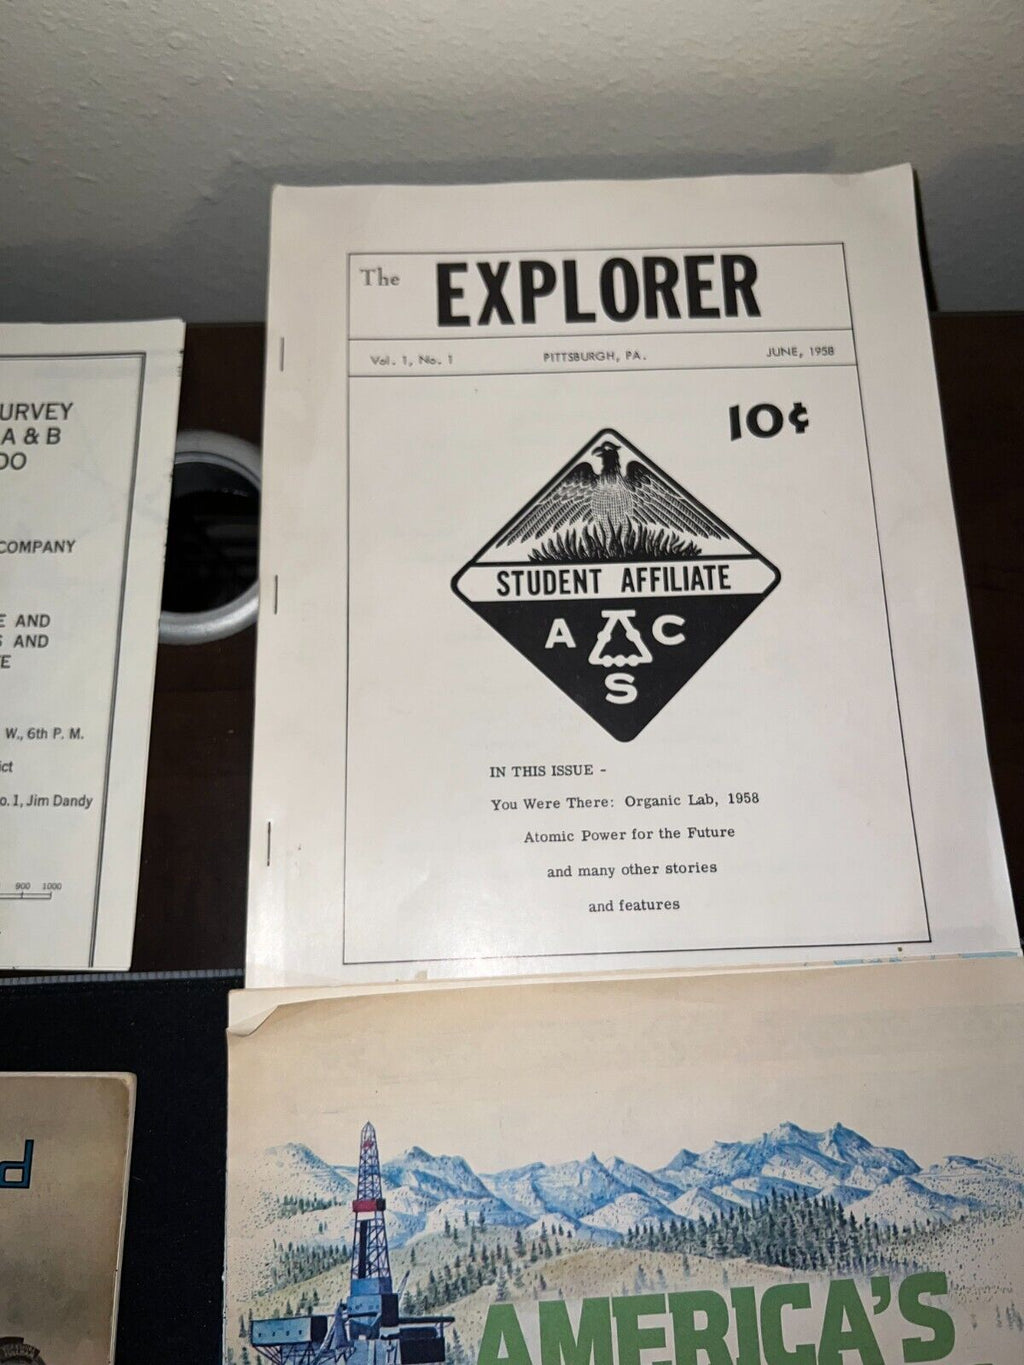 The EXPLORER
Vol. 1, No. 1 PITTSBURGH, PA. JUNE, 1958
10¢
STUDENT AFFILIATE
A C
S
IN THIS ISSUE -
You Were There: Organic Lab, 1958
Atomic Power for the Future
and many other stories
and features
URVEY
A & B
DO
COMPANY
E AND
S AND
E
W., 6th P. M.
ict
o. 1, Jim Dandy
900 1000
d
AMERICA'S